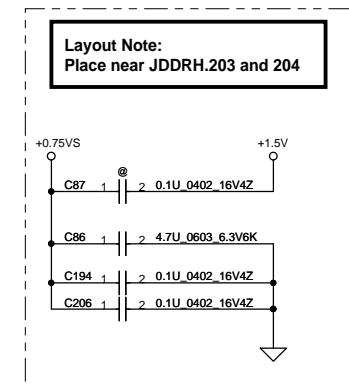 Layout Note:
Place near JDDRH.203 and 204
+0.75VS
+1.5V
@
C87 1 2 0.1U_0402_16V4Z
C86 1 2 4.7U_0603_6.3V6K
C194 1 2 0.1U_0402_16V4Z
C206 1 2 0.1U_0402_16V4Z